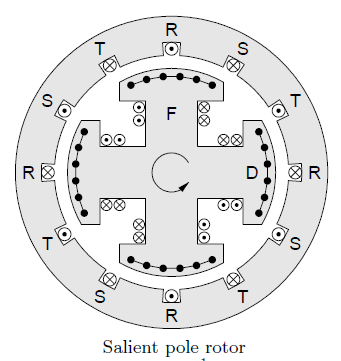 R
T S
S T
F
R D R
T S
S T
R
Salient pole rotor